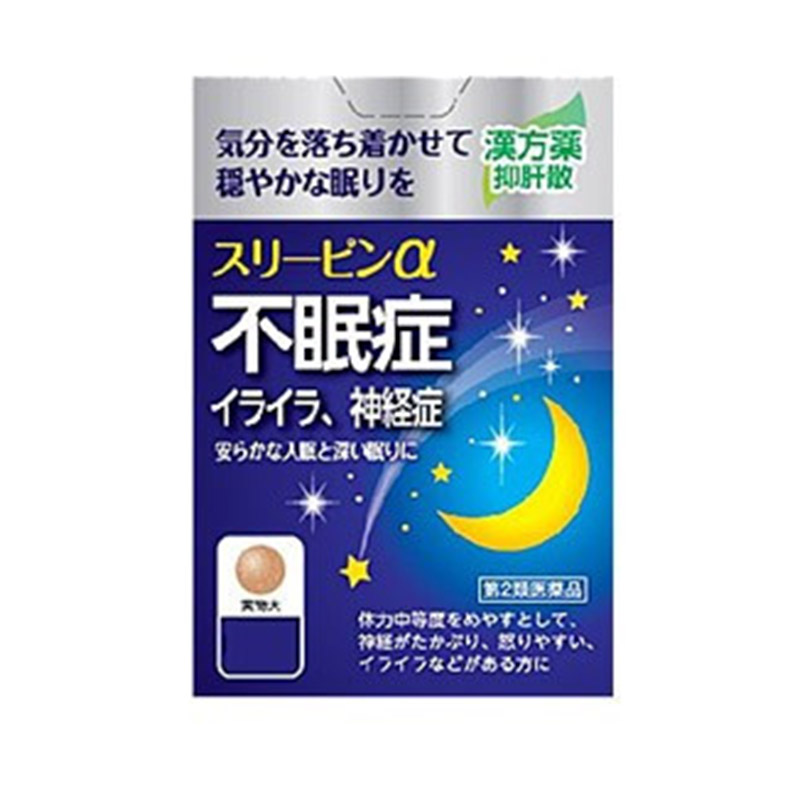 気分を落ち着かせて
穏やかな眠りを
漢方薬
抑肝散
スリーピンα
不眠症
イライラ、神経症
安らかな入眠と深い眠りに
実物大
第2類医薬品
体力中等度をめやすとして、
神経がたかぶり、怒りやすい、
イライラなどがある方に